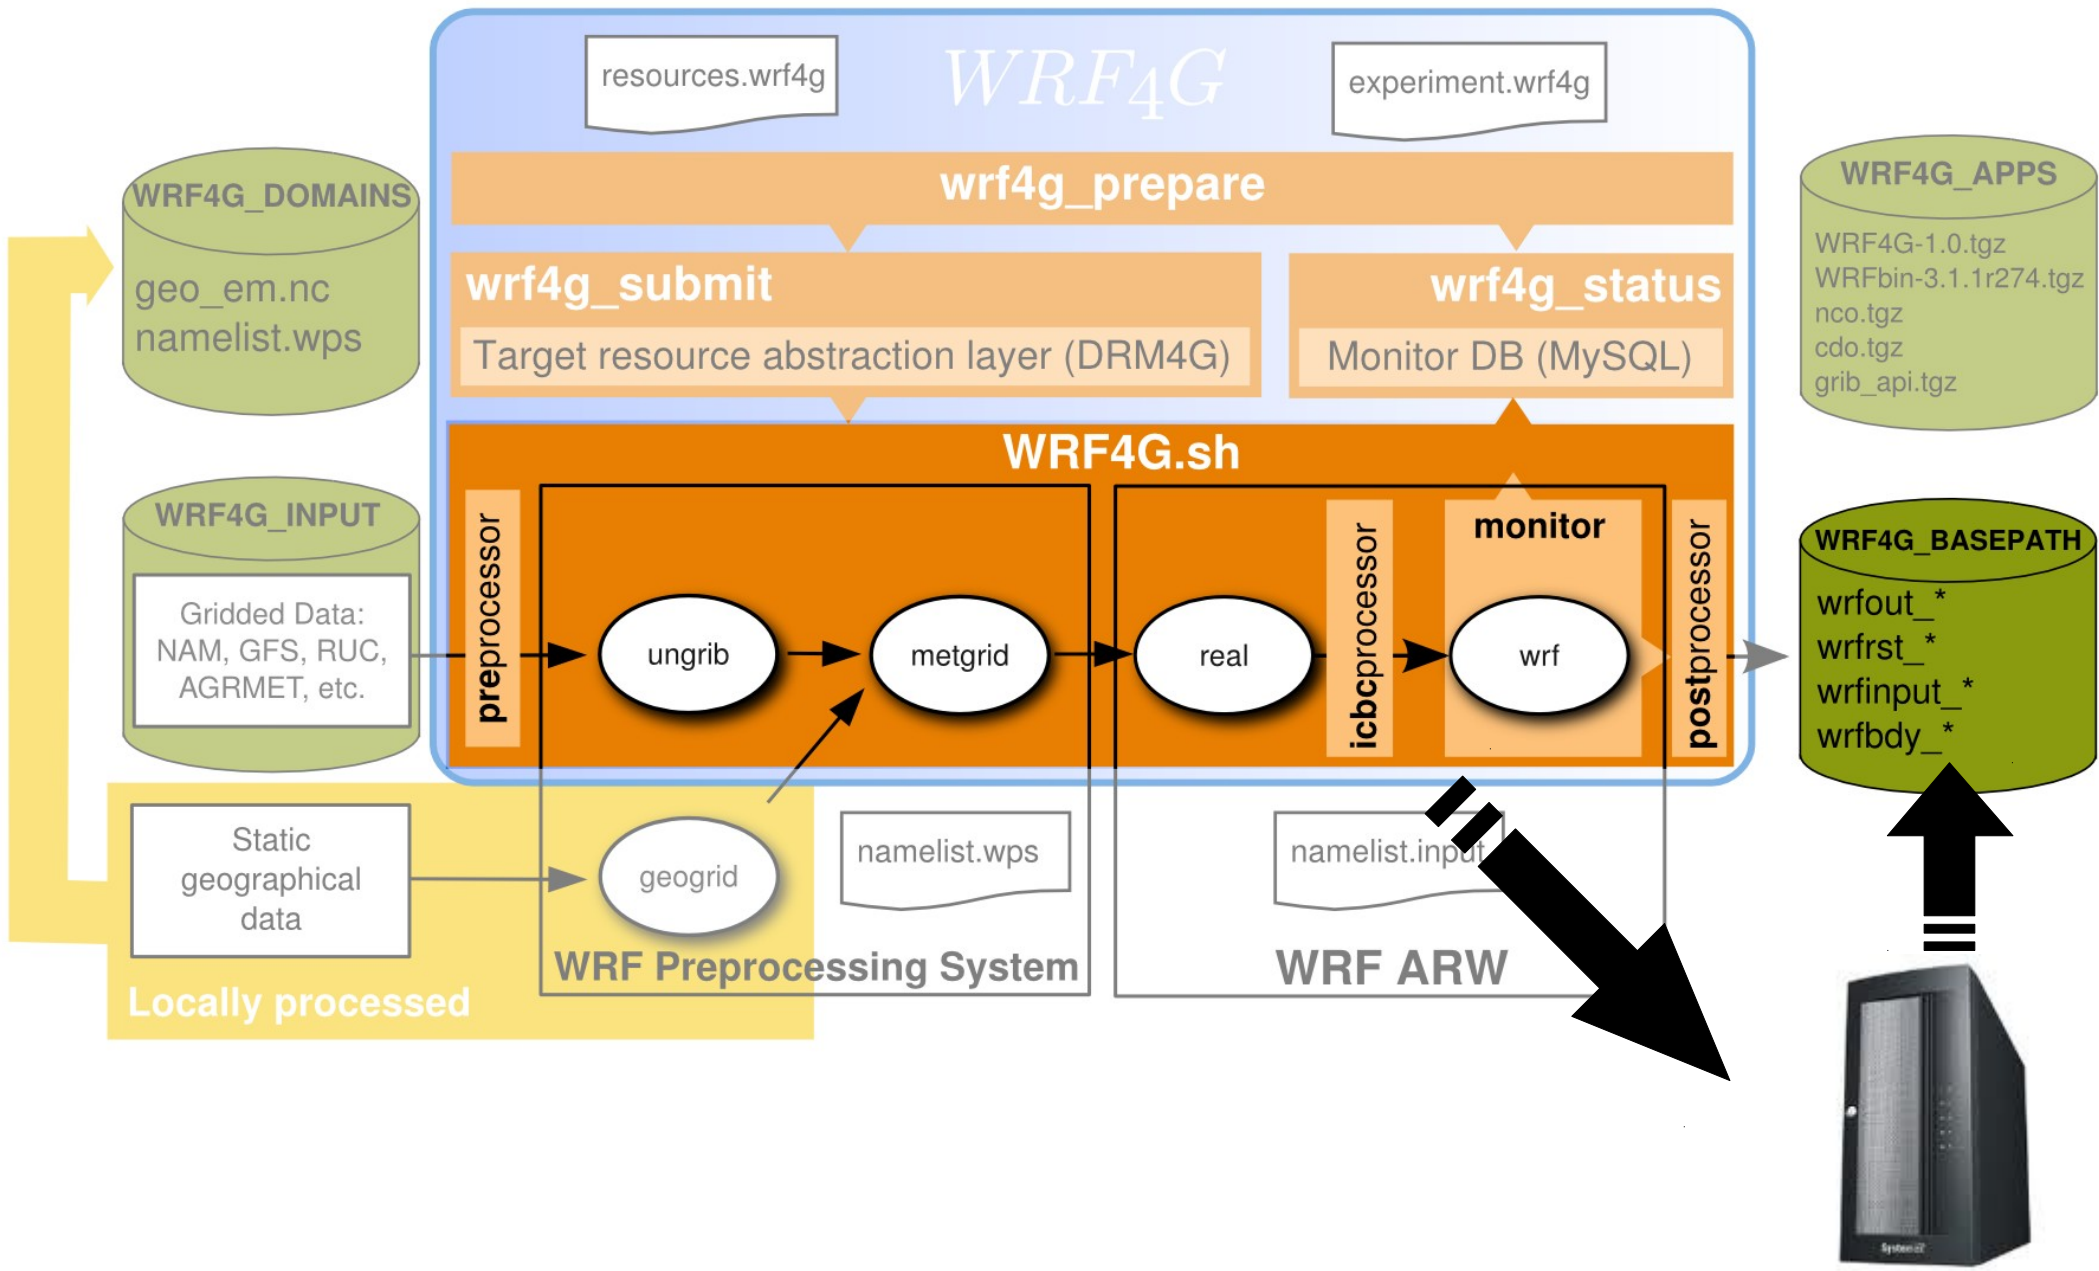 WRF4G
resources.wrf4g
experiment.wrf4g
wrf4g_prepare
wrf4g_submit
Target resource abstraction layer (DRM4G)
wrf4g_status
Monitor DB (MySQL)
WRF4G_DOMAINS
geo_em.nc
namelist.wps
WRF4G_APPS
WRF4G-1.0.tgz
WRFbin-3.1.1r274.tgz
nco.tgz
cdo.tgz
grib_api.tgz
WRF4G.sh
WRF4G_INPUT
Gridded Data:
NAM, GFS, RUC,
AGRMET, etc.
preprocessor
ungrib
metgrid
real
icbcprocessor
monitor
wrf
postprocessor
WRF4G_BASEPATH
wrfout_*
wrfrst_*
wrfinput_*
wrfbdy_*
Static
geographical
data
geogrid
namelist.wps
namelist.input
WRF Preprocessing System
WRF ARW
Locally processed